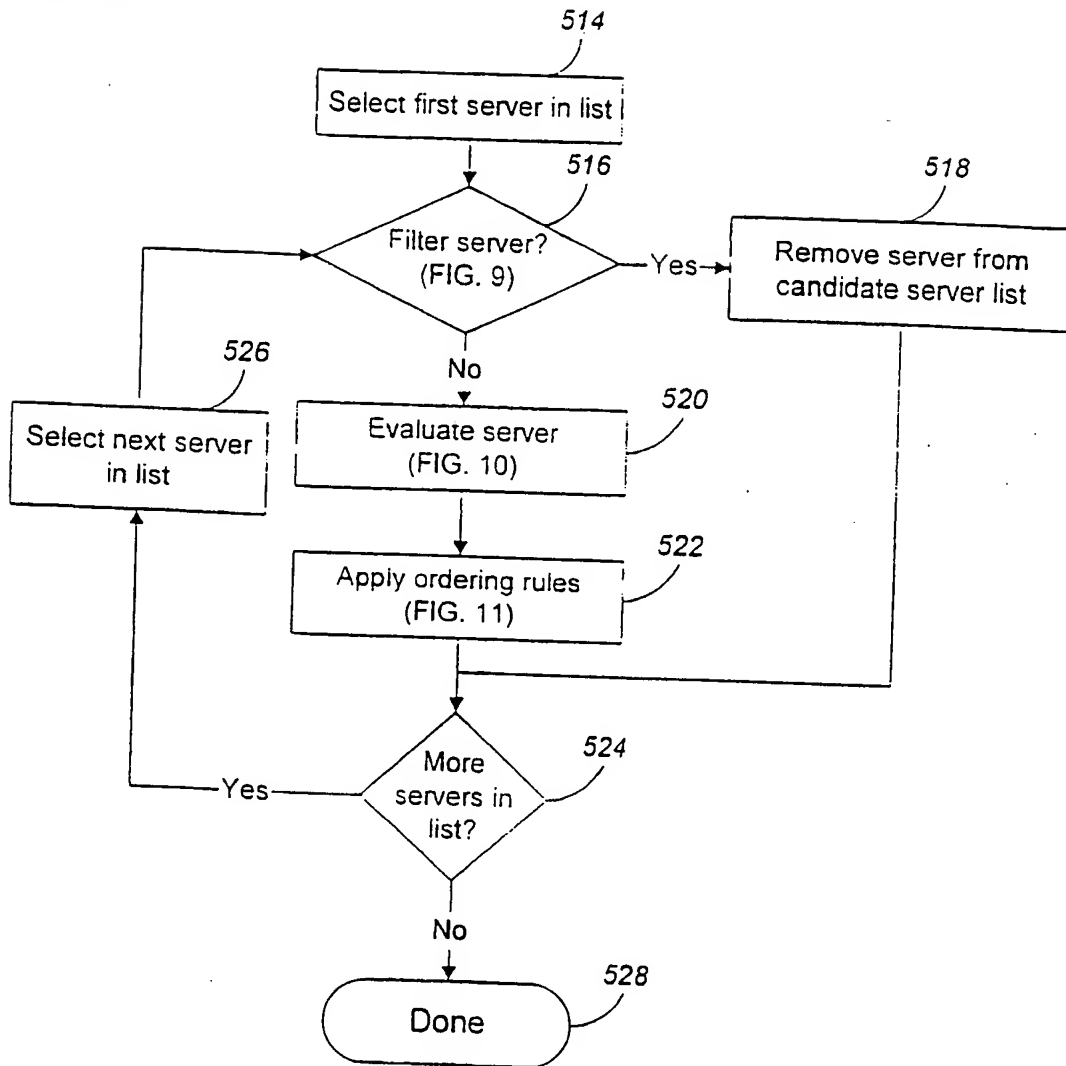 514
Select first server in list
516
Filter server?
(FIG. 9)
Yes
518
Remove server from
candidate server list
No
526
Select next server
in list
520
Evaluate server
(FIG. 10)
522
Apply ordering rules
(FIG. 11)
524
More
servers in
list?
Yes
No
528
Done